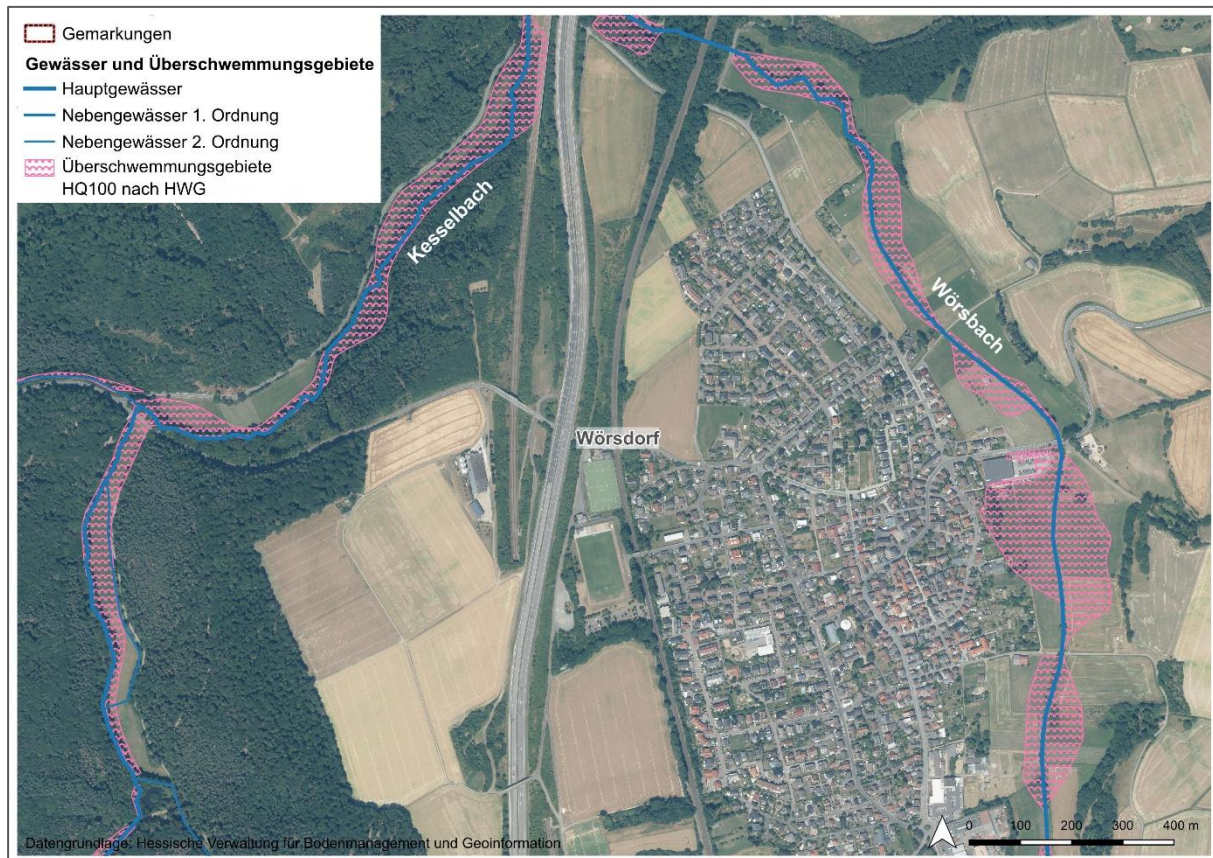 Gemarkungen
Gewässer und Überschwemmungsgebiete
Hauptgewässer
Nebengewässer 1. Ordnung
Nebengewässer 2. Ordnung
Überschwemmungsgebiete
HQ100 nach HWG
Kesselbach
Wörsbach
Wörsdorf
0 100 200 300 400 m
Datengrundlage: Hessische Verwaltung für Bodenmanagement und Geoinformation